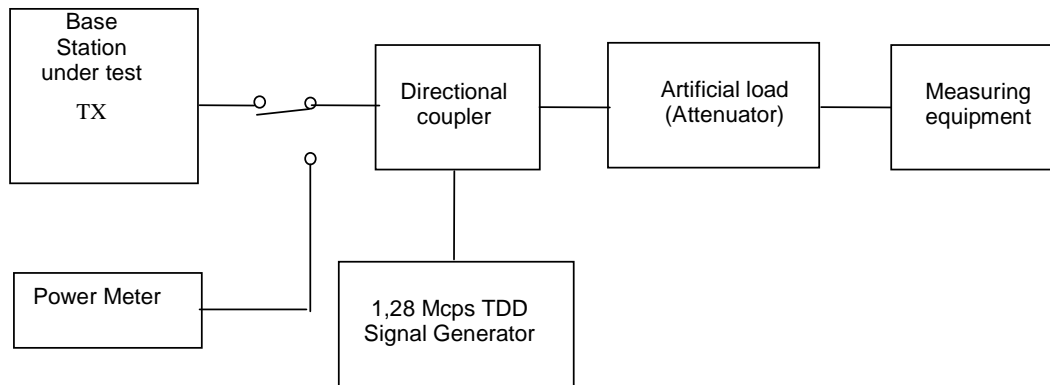 Base
Station
under test
TX
Directional
coupler
Artificial load
(Attenuator)
Measuring
equipment
Power Meter
1,28 Mcps TDD
Signal Generator